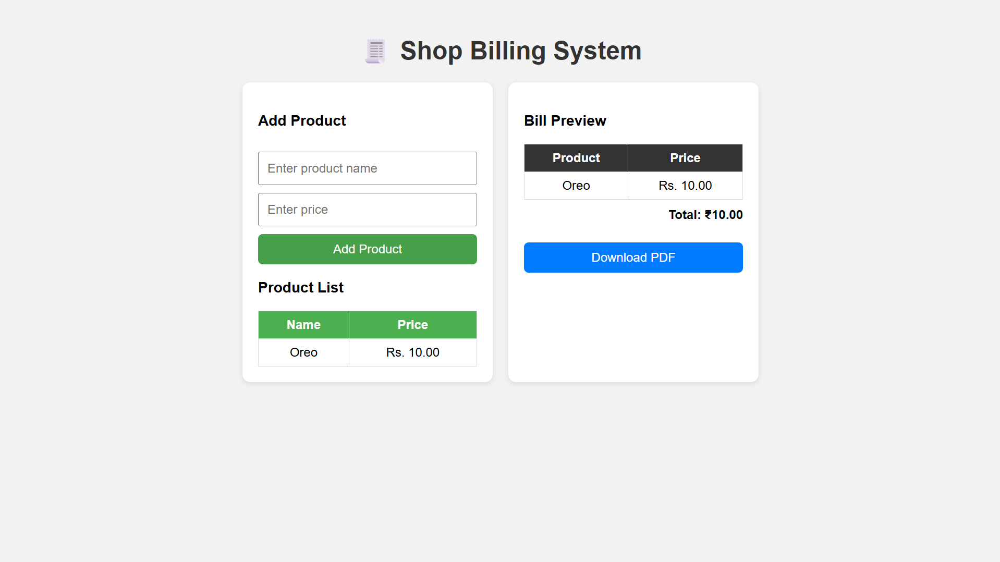 Shop Billing System
Add Product
Enter product name
Enter price
Add Product
Product List
Name Price
Oreo Rs. 10.00
Bill Preview
Product Price
Oreo Rs. 10.00
Total: ₹10.00
Download PDF